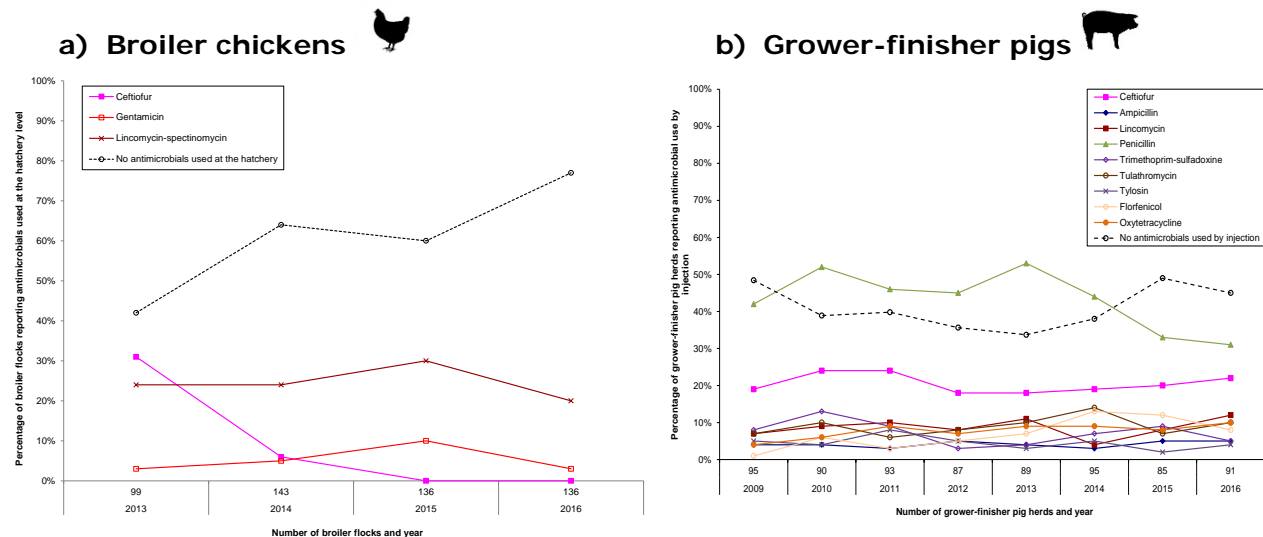 a) Broiler chickens
Percentage of broiler flocks reporting antimicrobials used at the hatchery level
100%
90%
80%
70%
60%
50%
40%
30%
20%
10%
0%
Ceftiofur
Gentamicin
Lincomycin-spectinomycin
No antimicrobials used at the hatchery
99 143 136 136
2013 2014 2015 2016
Number of broiler flocks and year
b) Grower-finisher pigs
Percentage of grower-finisher pig herds reporting antimicrobial use by
injection
100%
90%
80%
70%
60%
50%
40%
30%
20%
10%
0%
Ceftiofur
Ampicillin
Lincomycin
Penicillin
Trimethoprim-sulfadoxine
Tulathromycin
Tylosin
Florfenicol
Oxytetracycline
No antimicrobials used by injection
95 90 93 87 89 95 85 91
2009 2010 2011 2012 2013 2014 2015 2016
Number of grower-finisher pig herds and year